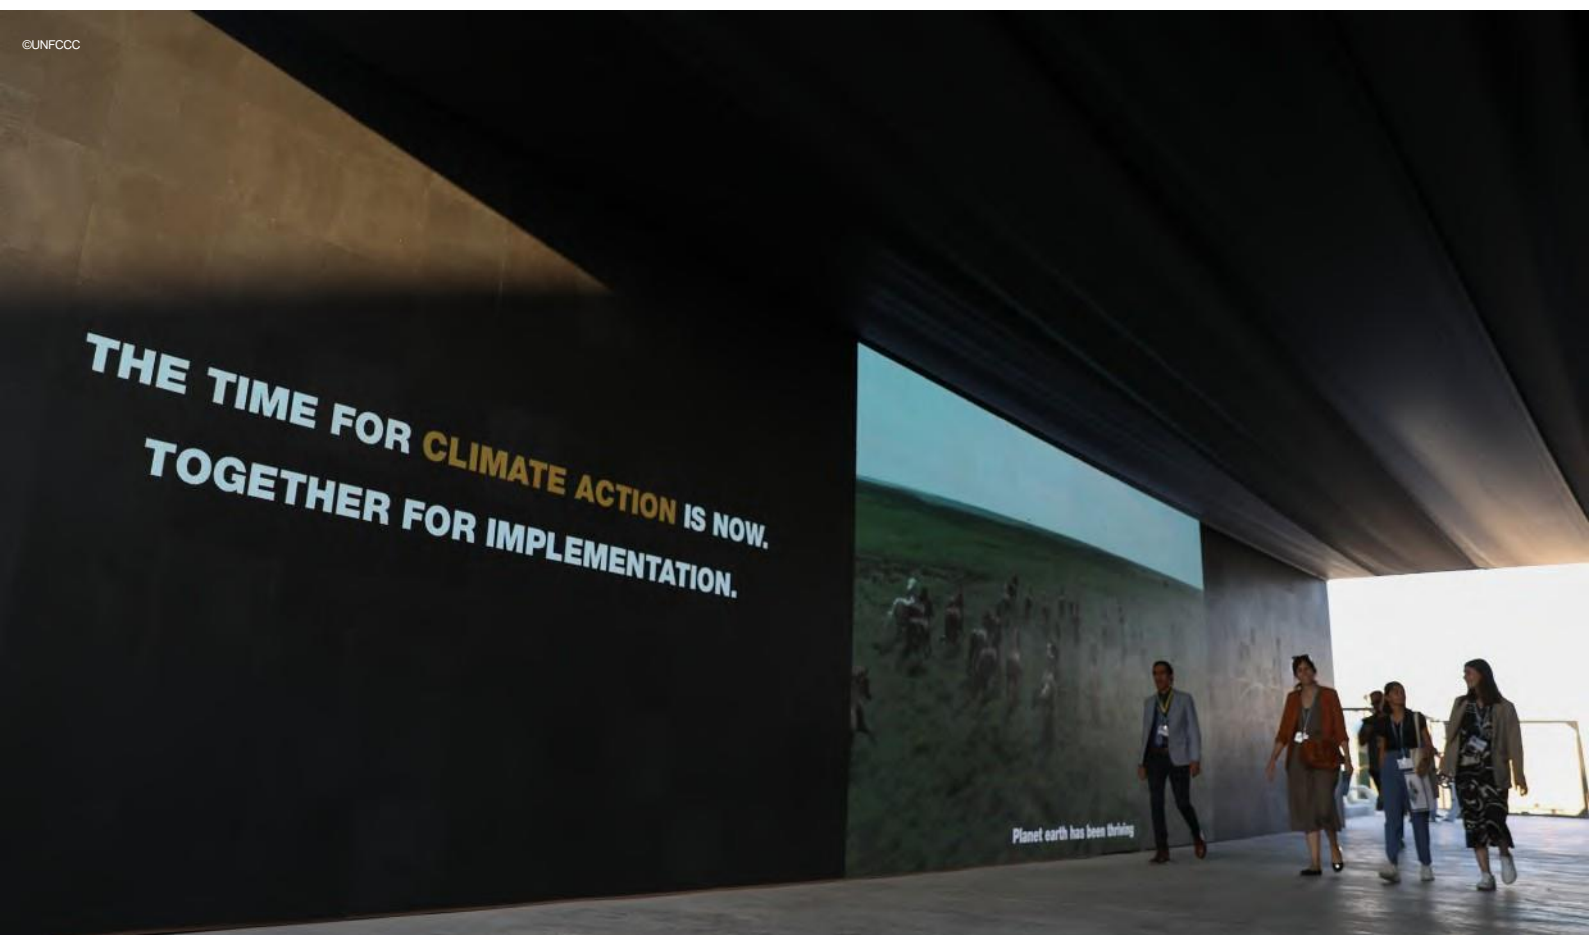 ©UNFCCC
THE TIME FOR CLIMATE ACTION IS NOW.
TOGETHER FOR IMPLEMENTATION.
Planet earth has been thriving